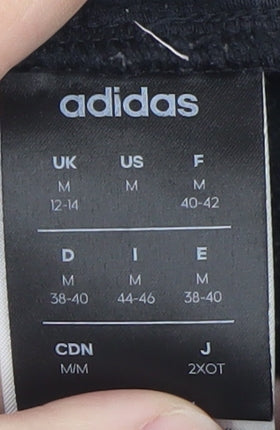 adidas
UK US F
M M M
12-14 40-42
D I E
M M M
38-40 44-46 38-40
CDN J
M/M 2XOT